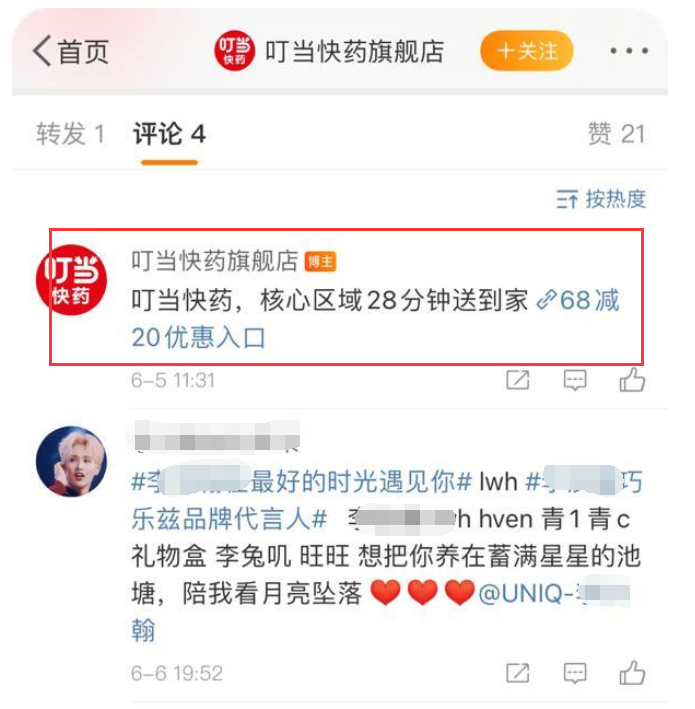 首页
叮当快药
叮当快药旗舰店
+关注
转发 1
评论 4
赞 21
按热度
叮当快药
叮当快药旗舰店 博主
叮当快药，核心区域28分钟送到家 68减
20优惠入口
6-5 11:31
#李 最好的时光遇见你# lwh #李 巧
乐兹品牌代言人# 李 wh hven 青1青c
礼物盒 李兔叽 旺旺 想把你养在蓄满星星的池
塘，陪我看月亮坠落 ❤️ ❤️ ❤️ @UNIQ-李
翰
6-6 19:52